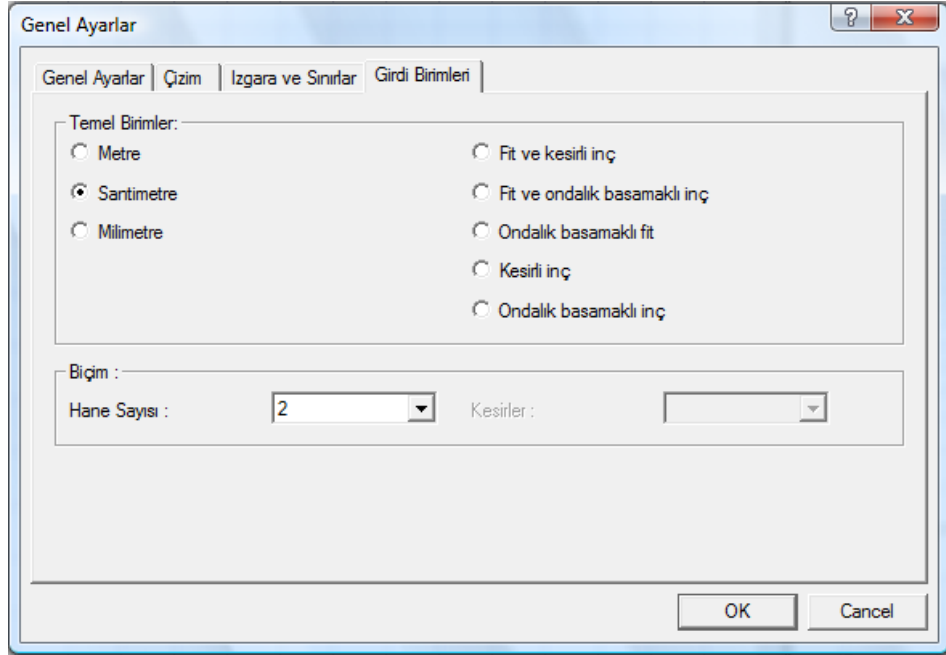 Genel Ayarlar
Genel Ayarlar Çizim Izgara ve Sınırlar Girdi Birimleri
Temel Birimler:
Metre Fit ve kesirli inç
Santimetre Fit ve ondalık basamaklı inç
Milimetre Ondalık basamaklı fit
Kesirli inç
Ondalık basamaklı inç
Biçim :
Hane Sayısı : 2 Kesirler :
OK Cancel